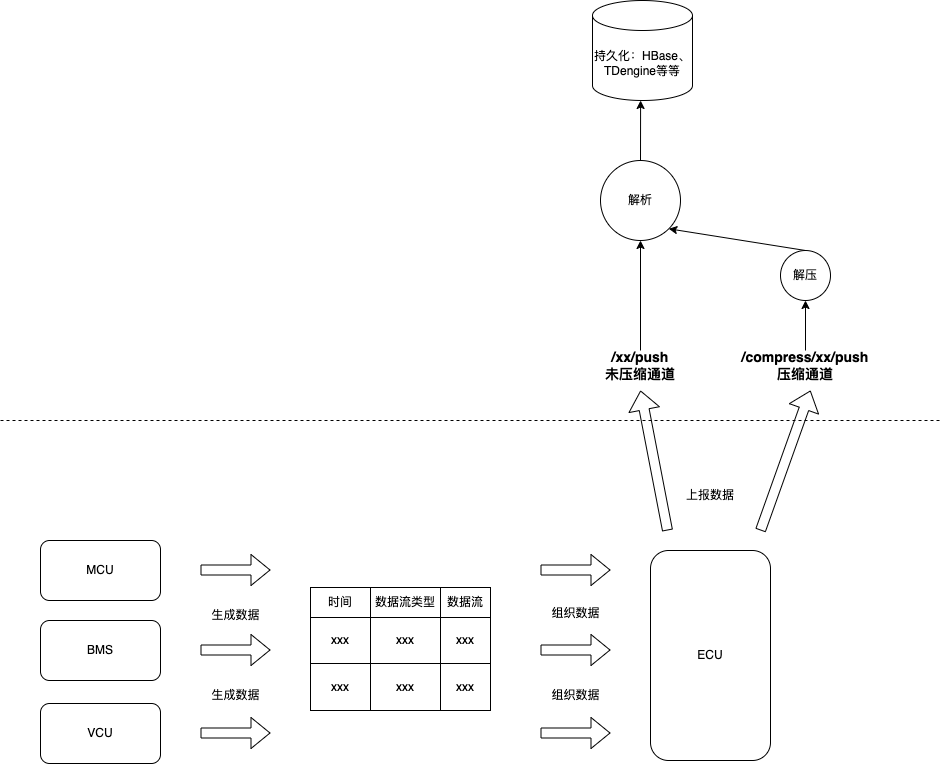 持久化：HBase、
TDengine等等
解析
解压
/xx/push
未压缩通道
/compress/xx/push
压缩通道
上报数据
MCU
生成数据
BMS
生成数据
VCU
时间 数据流类型 数据流
xxx xxx xxx
xxx xxx xxx
组织数据
组织数据
ECU